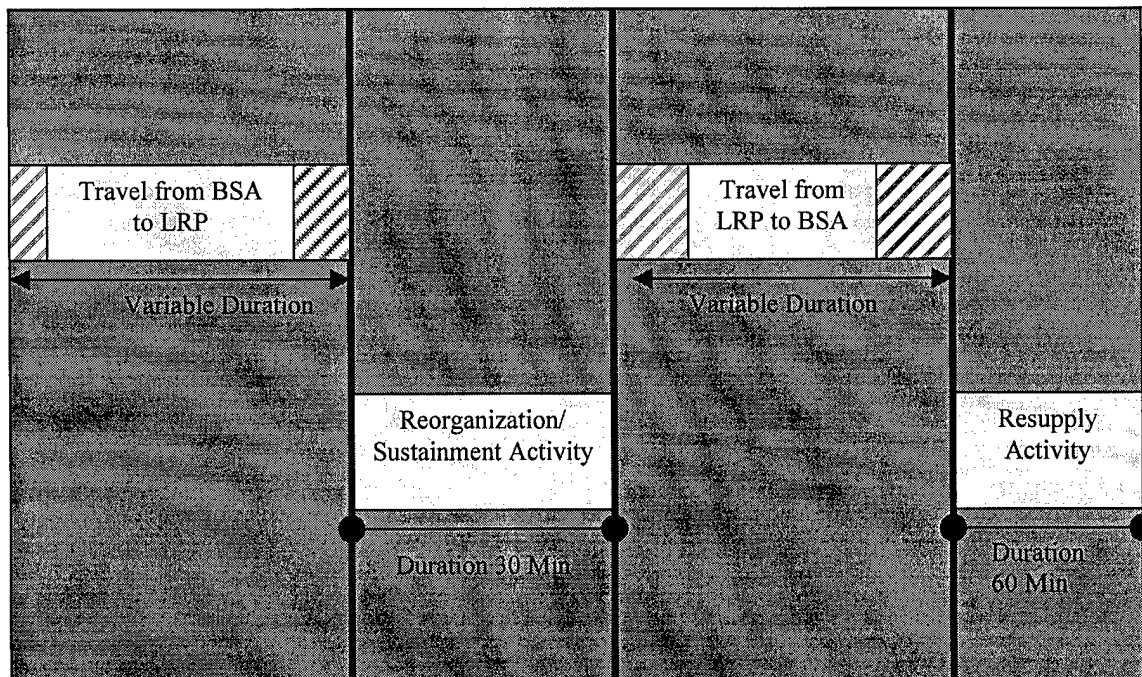 Travel from BSA
to LRP
Variable Duration
Reorganization/
Sustainment Activity
Duration 30 Min
Travel from
LRP to BSA
Variable Duration
Resupply
Activity
Duration
60 Min